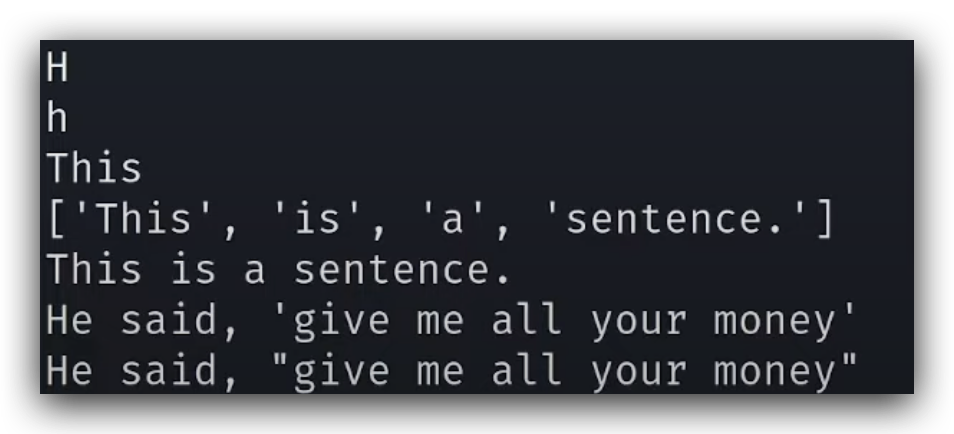 H
h
This
['This', 'is', 'a', 'sentence.']
This is a sentence.
He said, 'give me all your money'
He said, "give me all your money"